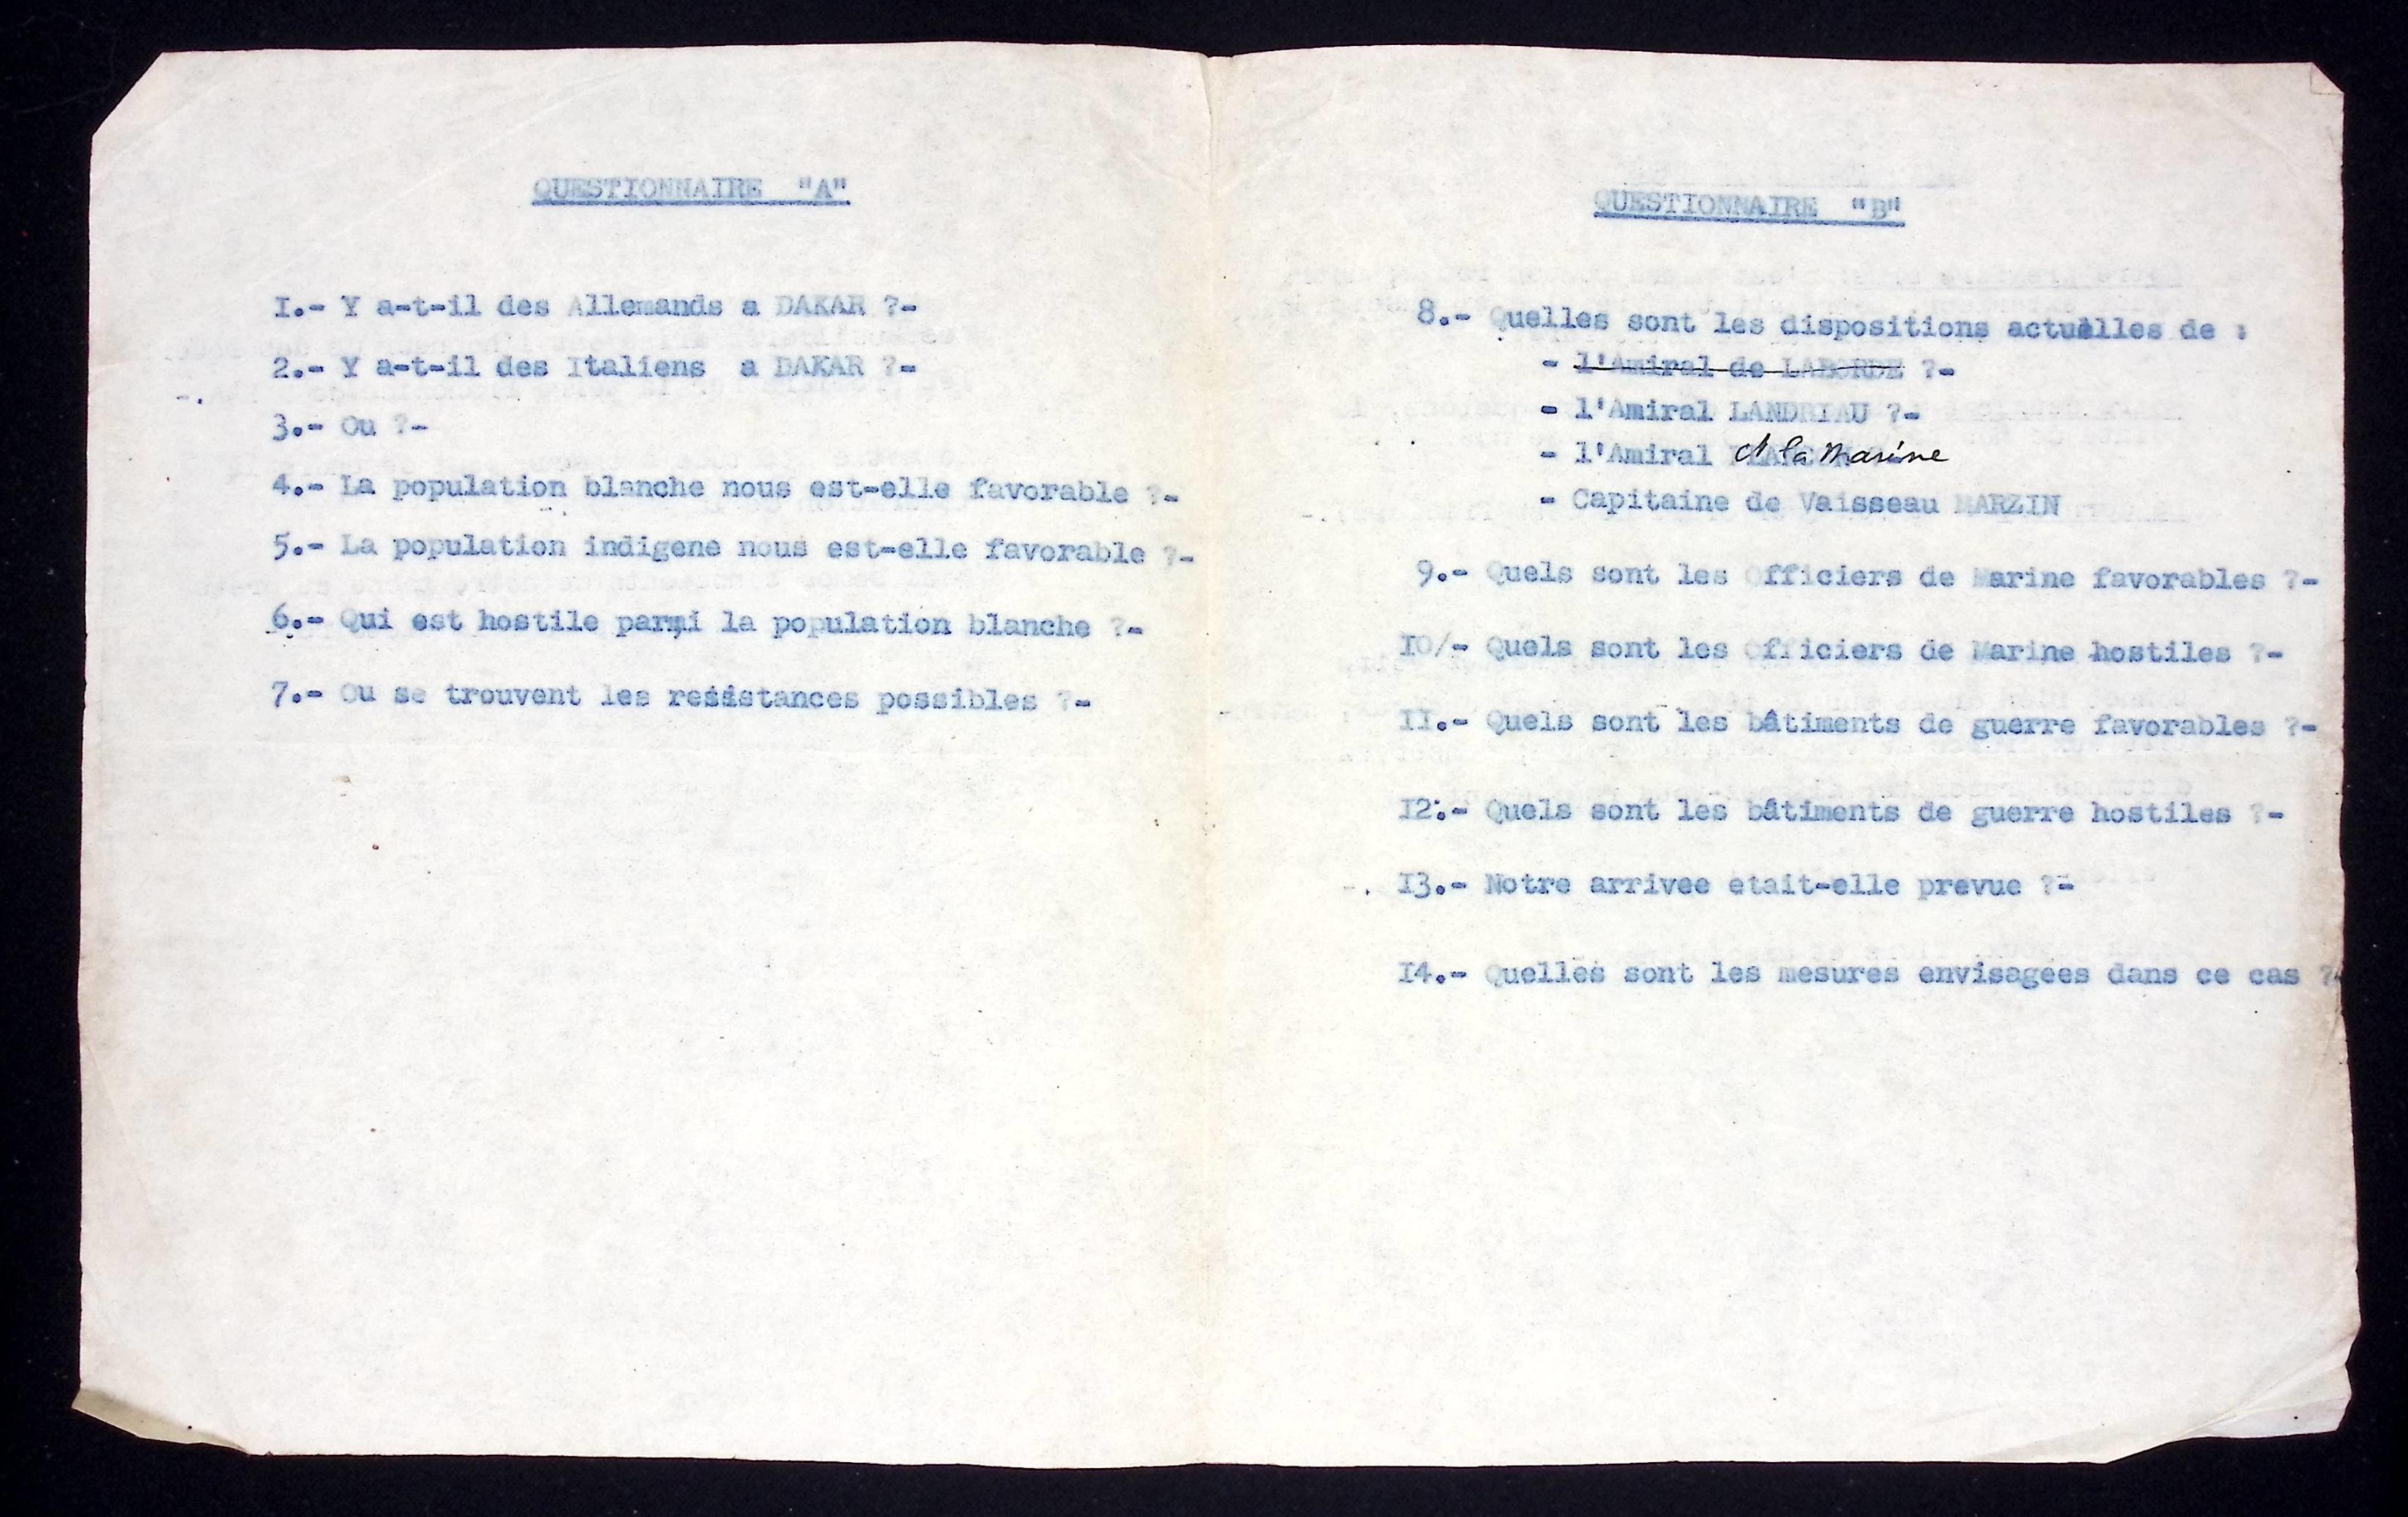 QUESTIONNAIRE "A"
I.- Y a-t-il des Allemands a DAKAR ?-
2.- Y a-t-il des Italiens a DAKAR ?-
3.- Ou ?-
4.- La population blanche nous est-elle favorable ?-
5.- La population indigene nous est-elle favorable ?-
6.- Qui est hostile parmi la population blanche ?-
7.- Ou se trouvent les resistances possibles ?-
QUESTIONNAIRE "B"
8.- Quelles sont les dispositions actuelles de :
- l'Amiral de LABORDE ?-
- l'Amiral LANDRIAU ?-
- l'Amiral la Marine
- Capitaine de Vaisseau MARZIN
9.- Quels sont les Officiers de Marine favorables ?-
IO/- Quels sont les Officiers de Marine hostiles ?-
II.- Quels sont les bâtiments de guerre favorables ?-
I2.- Quels sont les bâtiments de guerre hostiles ?-
I3.- Notre arrivee etait-elle prevue ?-
I4.- Quelles sont les mesures envisagees dans ce cas ?-